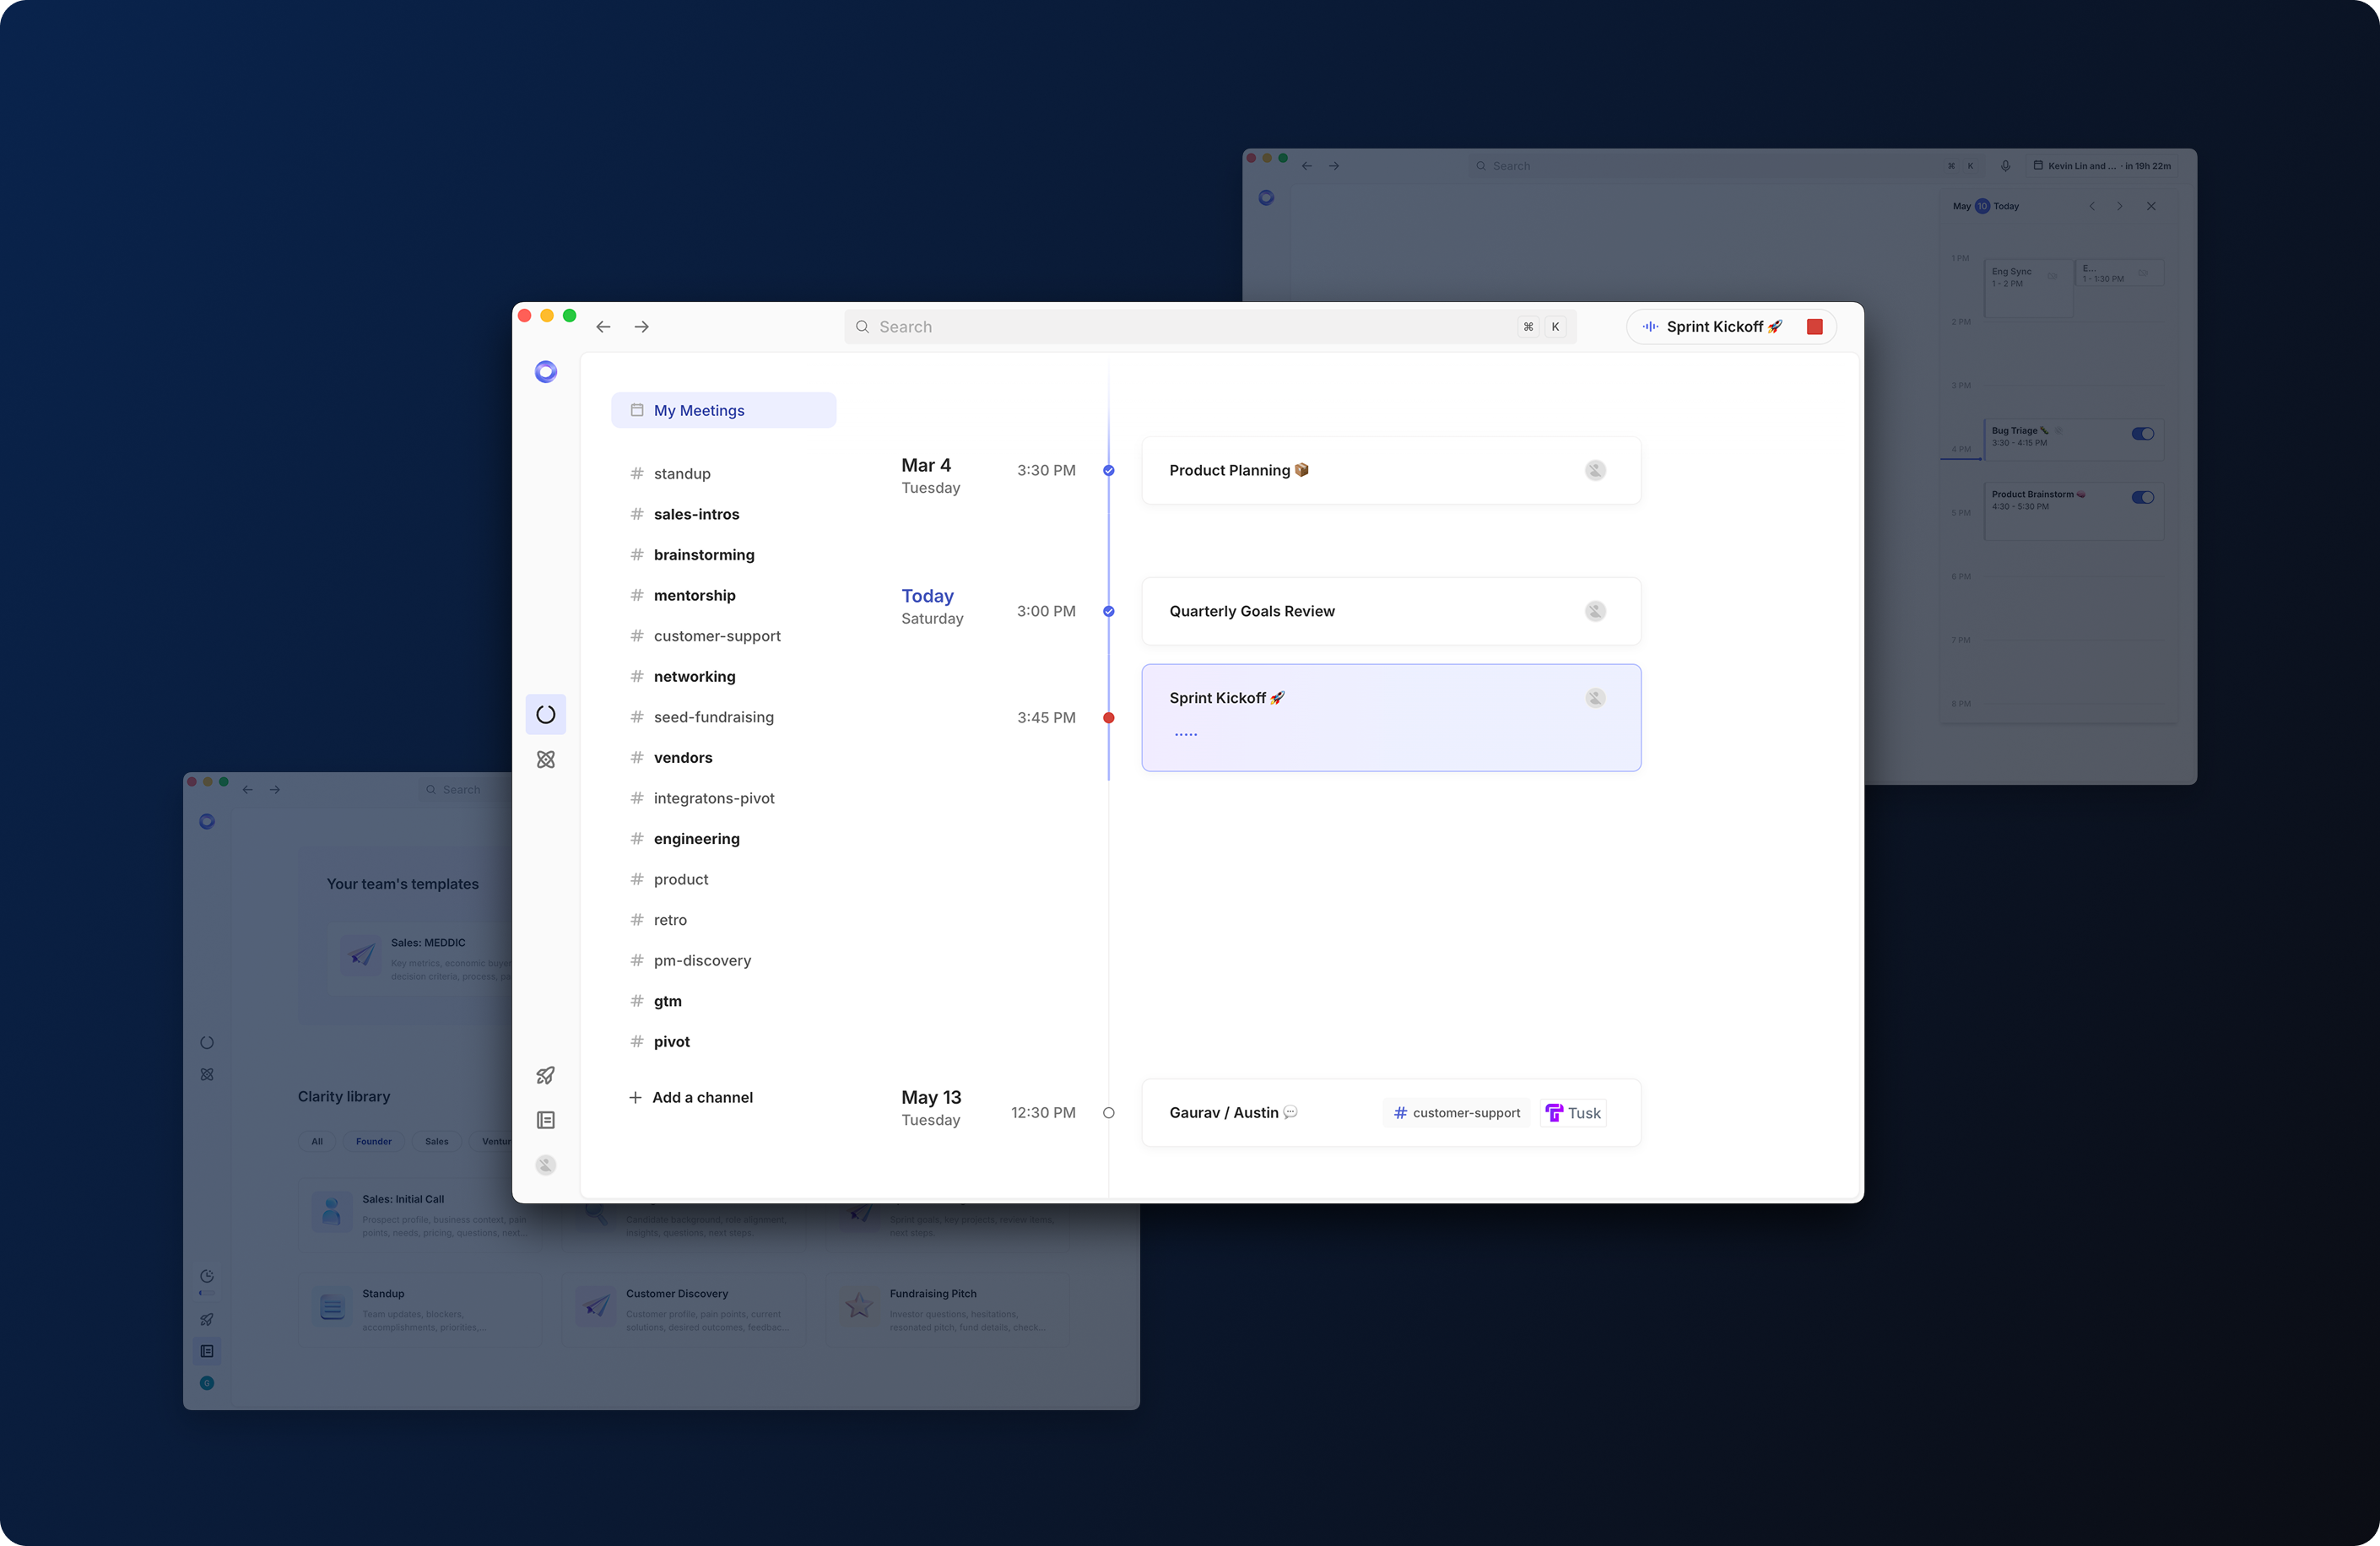 Search
⌘ K
Kevin Lin and ... · in 19h 22m
May 10 Today
1 PM
Eng Sync
1 - 2 PM
E...
1 - 1:30 PM
2 PM
3 PM
Bug Triage
3:30 - 4:15 PM
4 PM
Product Brainstorm 🧠
4:30 - 5:30 PM
5 PM
6 PM
7 PM
8 PM
Search
⌘ K
Sprint Kickoff 🚀
My Meetings
# standup
# sales-intros
# brainstorming
# mentorship
# customer-support
# networking
# seed-fundraising
# vendors
# integratons-pivot
# engineering
# product
# retro
# pm-discovery
# gtm
# pivot
+ Add a channel
Mar 4
Tuesday
3:30 PM
Product Planning 📦
Today
Saturday
3:00 PM
Quarterly Goals Review
3:45 PM
Sprint Kickoff 🚀
.....
May 13
Tuesday
12:30 PM
Gaurav / Austin 💬
# customer-support
Tusk
Search
Your team's templates
Sales: MEDDIC
Key metrics, economic buyer
decision criteria, process,
Clarity library
All
Founder
Sales
Ventur
Sales: Initial Call
Prospect profile, business context, pain
points, needs, pricing, questions, next...
Candidate background, role alignment,
insights, questions, next steps.
Sprint goals, key projects, review items,
next steps.
Standup
Team updates, blockers,
accomplishments, priorities,...
Customer Discovery
Customer profile, pain points, current
solutions, desired outcomes, feedbac...
Fundraising Pitch
Investor questions, hesitations,
resonated pitch, fund details, check...
G